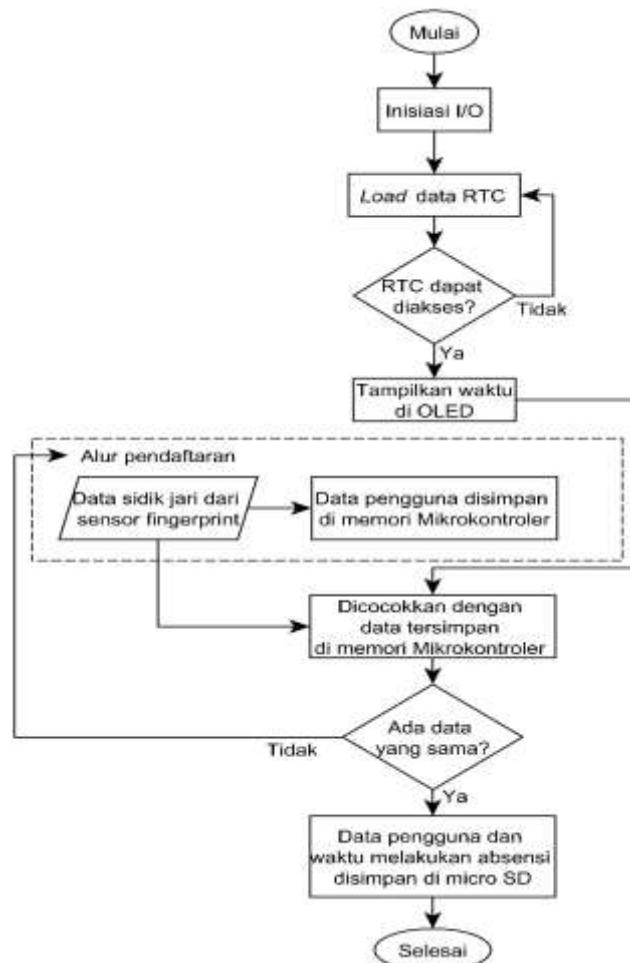 Mulai
Inisiasi I/O
Load data RTC
RTC dapat
diakses?
Tidak
Ya
Tampilkan waktu
di OLED
Alur pendaftaran
Data sidik jari dari
sensor fingerprint
Data pengguna disimpan
di memori Mikrokontroler
Dicocokkan dengan
data tersimpan
di memori Mikrokontroler
Ada data
yang sama?
Tidak
Ya
Data pengguna dan
waktu melakukan absensi
disimpan di micro SD
Selesai